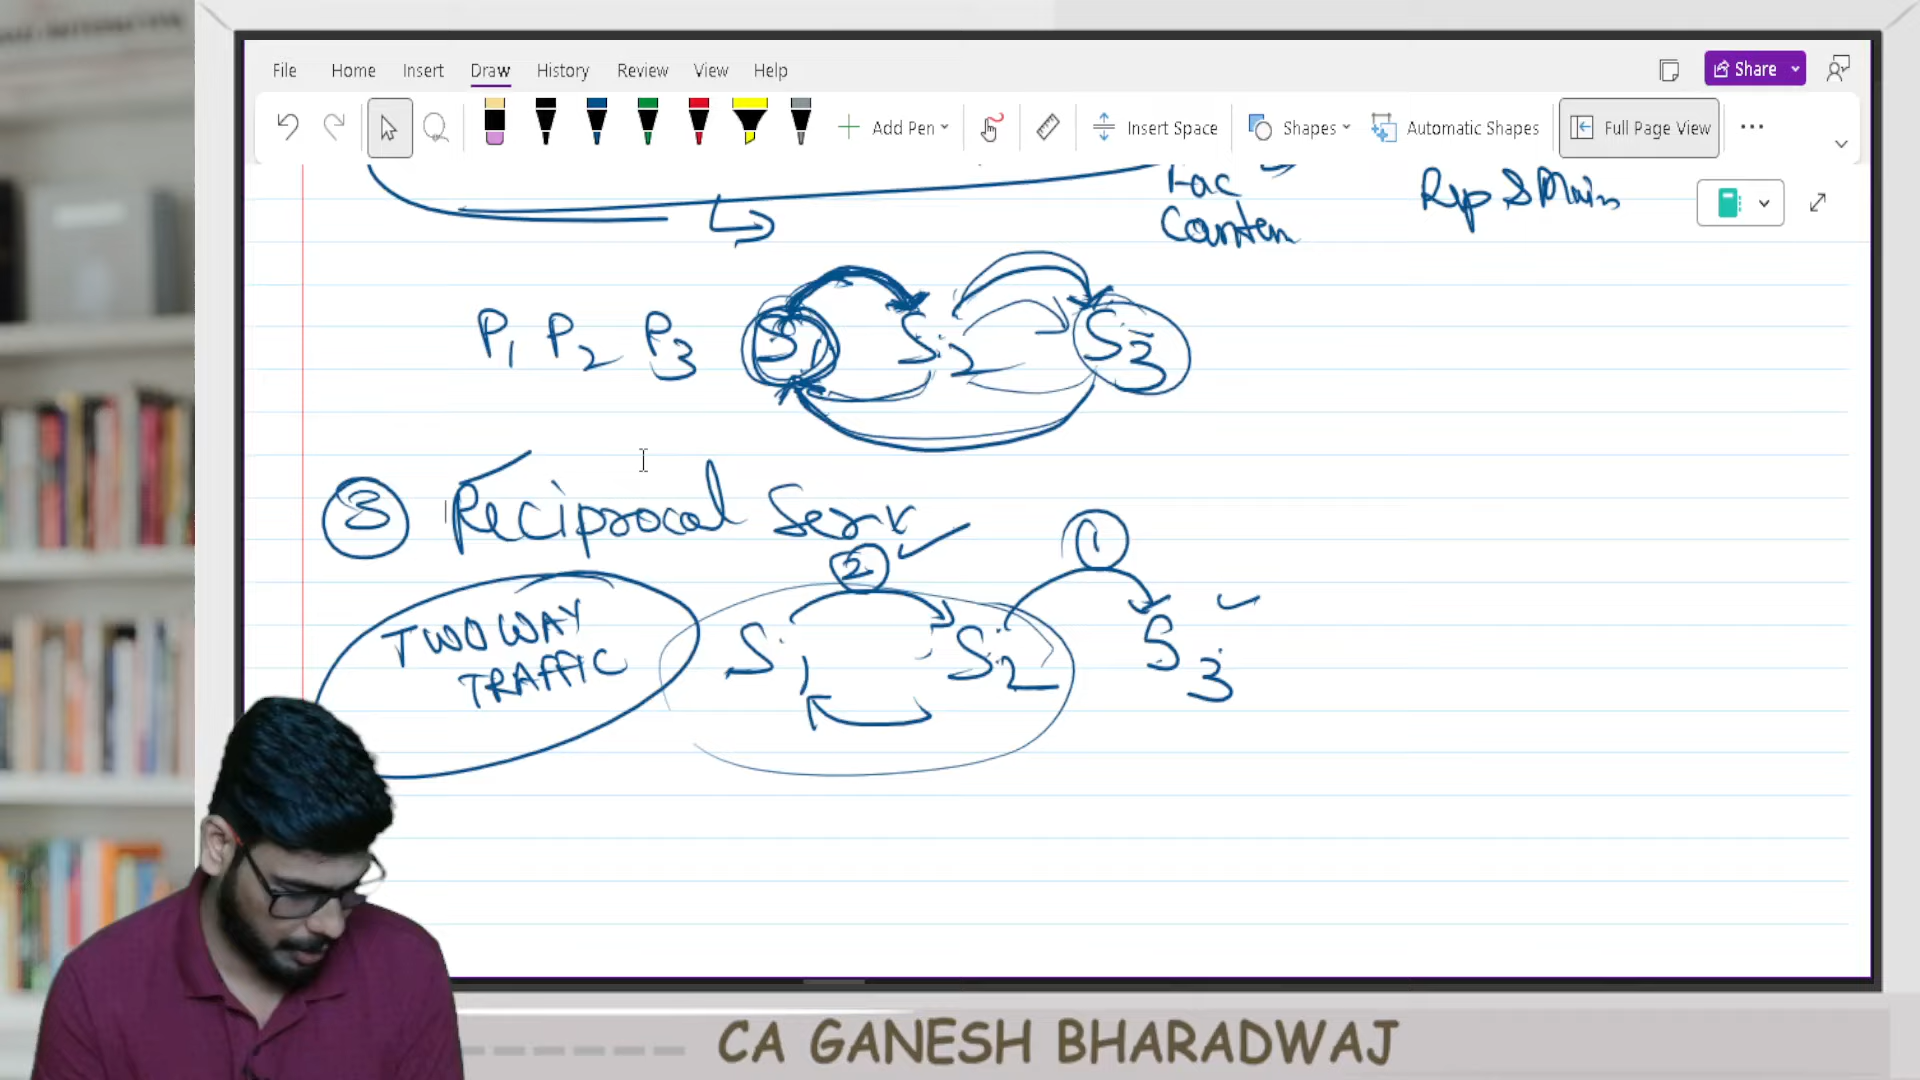 File Home Insert Draw History Review View Help Share
Add Pen Insert Space Shapes Automatic Shapes Full Page View
Rep & Main
Canteen
P1 P2 P3 S1 S2 S3
3 Reciprocal Serv
2 1
TWO WAY
TRAFFIC
S1 S2 S3
CA GANESH BHARADWAJ